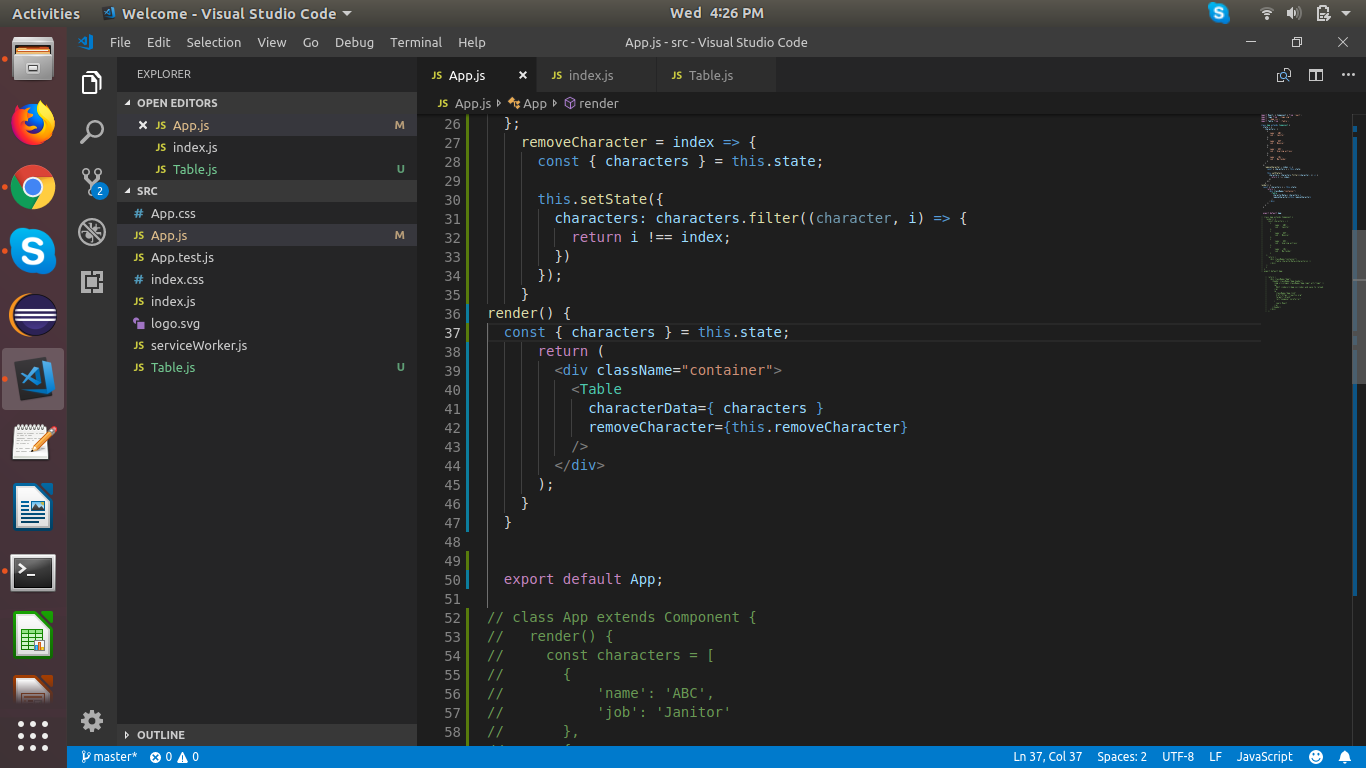 Activities
Welcome - Visual Studio Code
Wed 4:26 PM
File Edit Selection View Go Debug Terminal Help
App.js - src - Visual Studio Code
EXPLORER
OPEN EDITORS
JS App.js M
JS index.js
JS Table.js U
SRC
# App.css
JS App.js M
JS App.test.js
# index.css
JS index.js
logo.svg
JS serviceWorker.js
JS Table.js U
OUTLINE
2
JS App.js
JS index.js
JS Table.js
JS App.js App render
26 };
27 removeCharacter = index => {
28 const { characters } = this.state;
29
30 this.setState({
31 characters: characters.filter((character, i) => {
32 return i !== index;
33 })
34 });
35 }
36 render() {
37 const { characters } = this.state;
38 return (
39 <div className="container">
40 <Table
41 characterData={ characters }
42 removeCharacter={this.removeCharacter}
43 />
44 </div>
45 );
46 }
47 }
48
49
50 export default App;
51
52 // class App extends Component {
53 // render() {
54 // const characters = [
55 // {
56 // 'name': 'ABC',
57 // 'job': 'Janitor'
58 // },
master* 0 0
Ln 37, Col 37 Spaces: 2 UTF-8 LF JavaScript